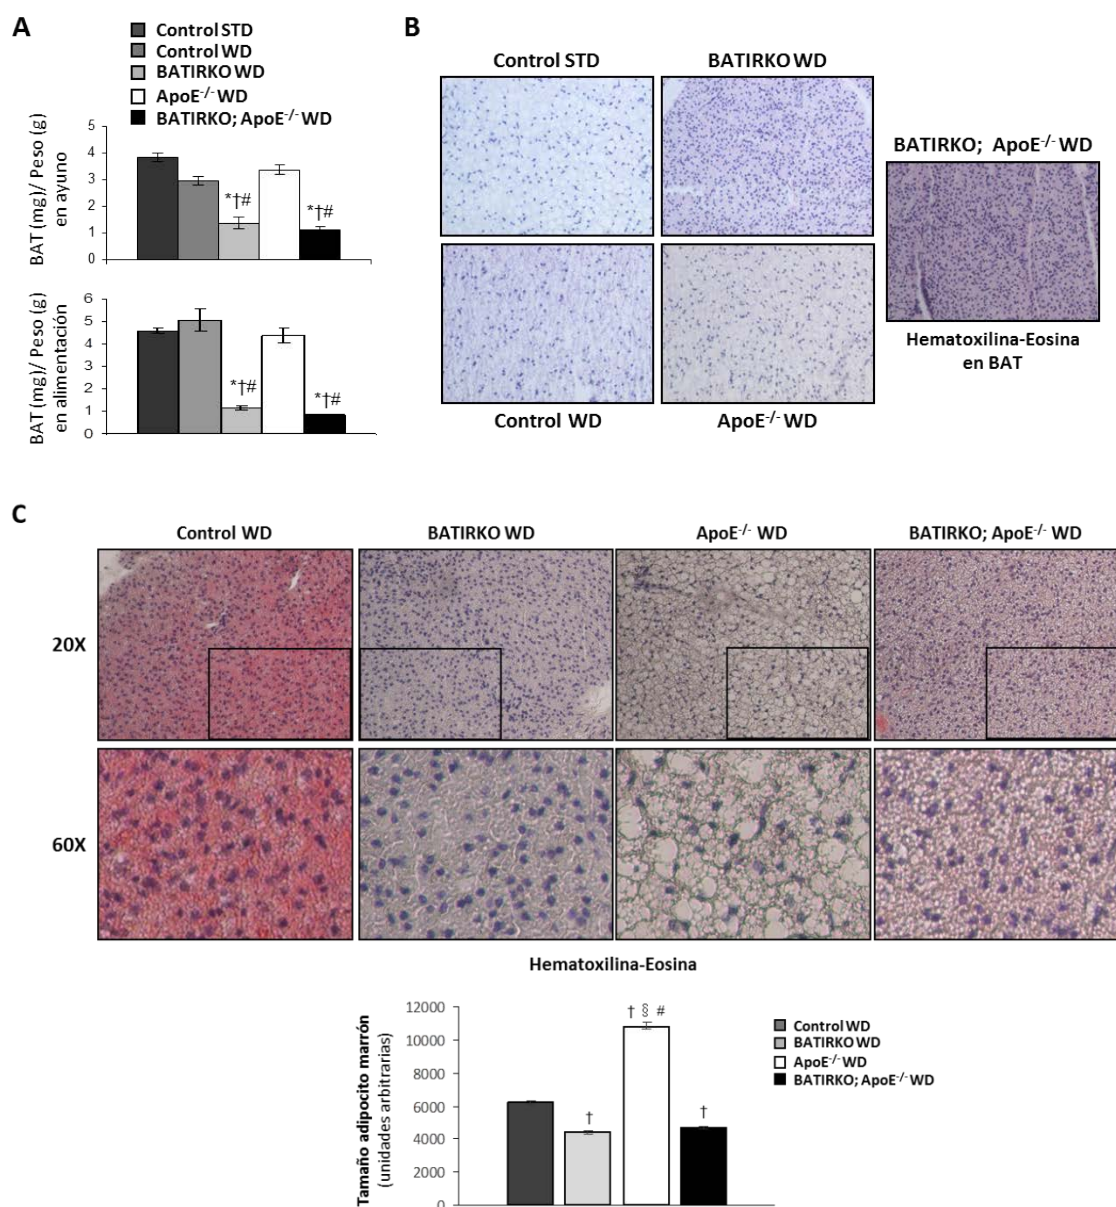 A
Control STD
Control WD
BATIRKO WD
ApoE-/- WD
BATIRKO; ApoE-/- WD
BAT (mg)/ Peso (g)
en ayuno
5
4
3
2
1
0
*†#
*†#
BAT (mg)/ Peso (g)
en alimentación
6
5
4
3
2
1
0
*†#
*†#
B
Control STD
BATIRKO WD
Control WD
ApoE-/- WD
BATIRKO; ApoE-/- WD
Hematoxilina-Eosina
en BAT
C
Control WD
BATIRKO WD
ApoE-/- WD
BATIRKO; ApoE-/- WD
20X
60X
Hematoxilina-Eosina
Tamaño adipocito marrón
(unidades arbitrarias)
12000
10000
8000
6000
4000
2000
0
†
† § #
†
Control WD
BATIRKO WD
ApoE-/- WD
BATIRKO; ApoE-/- WD